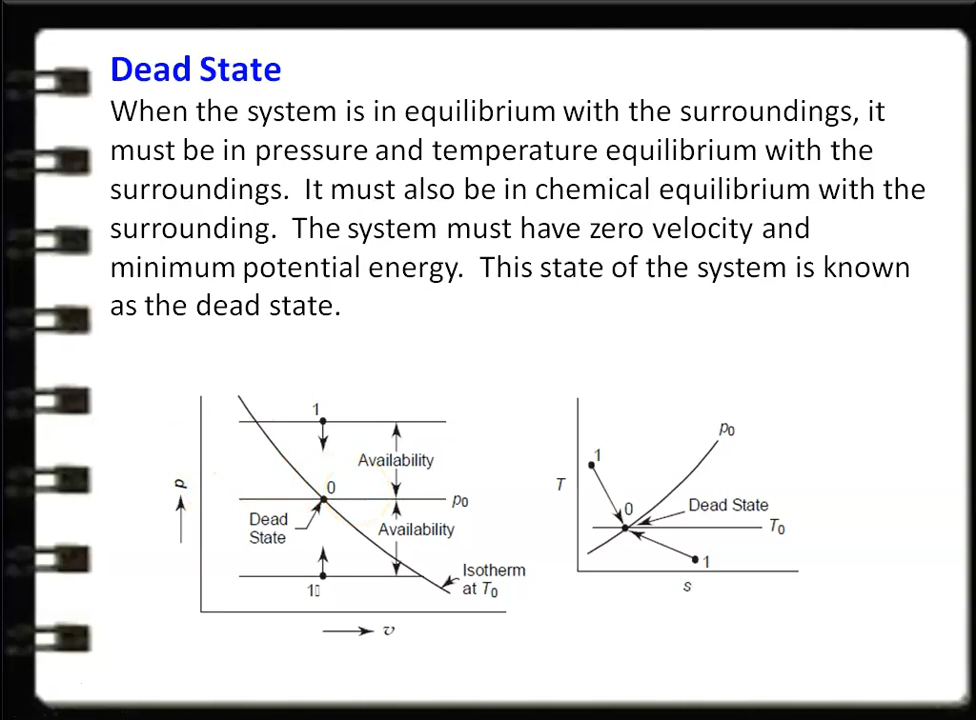 Dead State
When the system is in equilibrium with the surroundings, it
must be in pressure and temperature equilibrium with the
surroundings.  It must also be in chemical equilibrium with the
surrounding.  The system must have zero velocity and
minimum potential energy.  This state of the system is known
as the dead state.
1
Availability
0
p0
Dead
State
Availability
p
1▯
Isotherm
at T0
v
p0
1
T
0
Dead State
T0
1
s